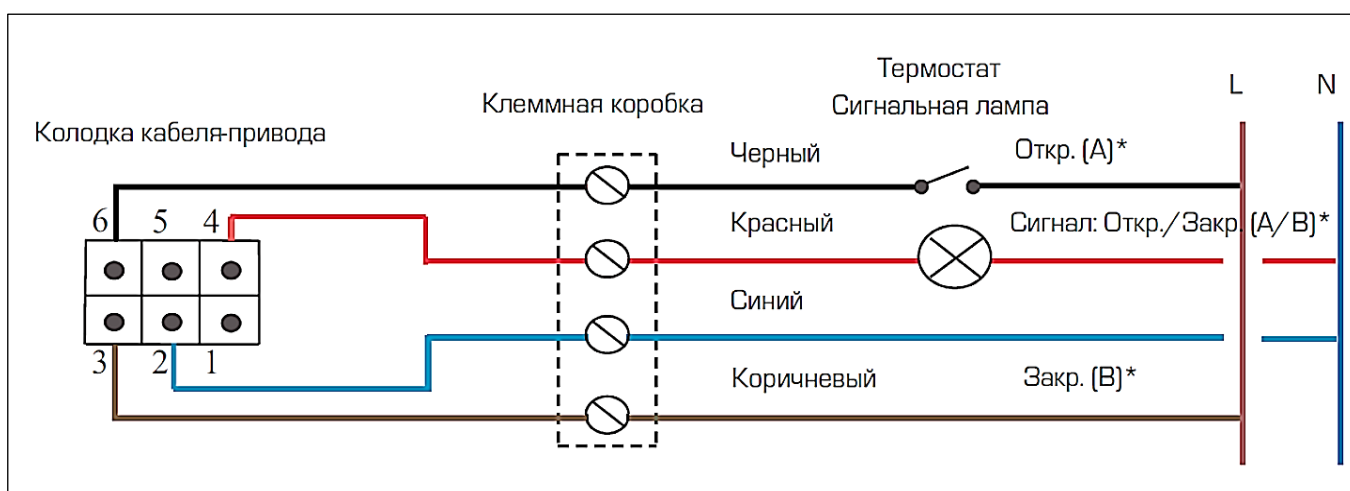 Термостат
Сигнальная лампа
L N
Клеммная коробка
Колодка кабеля-привода
Черный Откр. (А)*
Красный Сигнал: Откр./Закр. (А/В)*
6 5 4
Синий
3 2 1
Коричневый Закр. (В)*